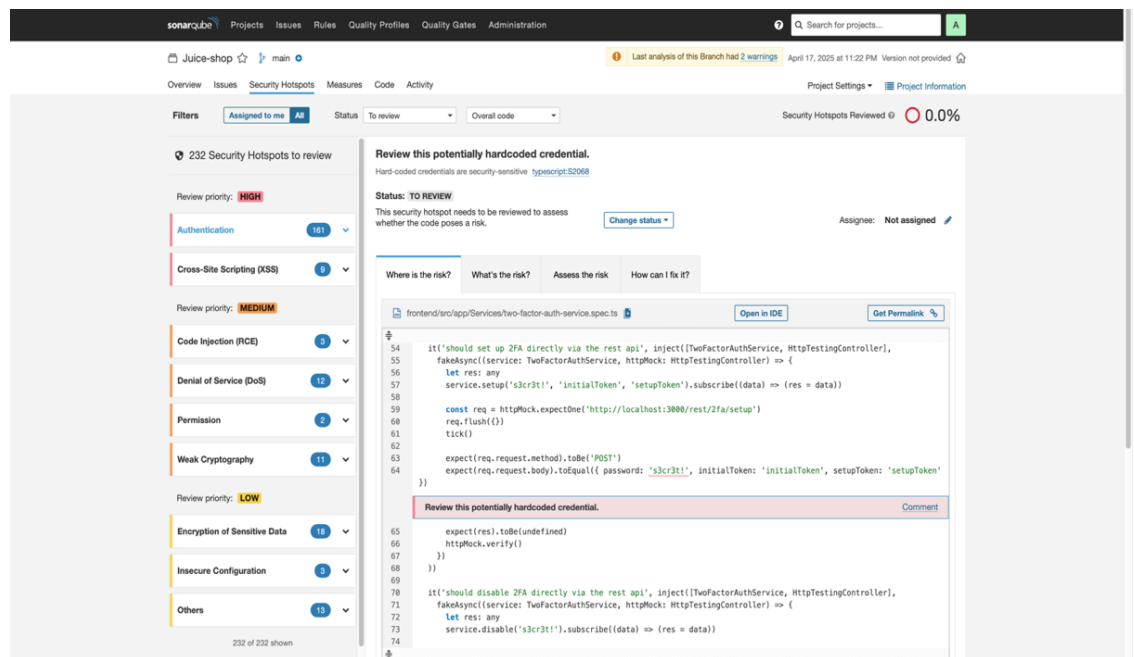 sonarqube Projects Issues Rules Quality Profiles Quality Gates Administration ? Search for projects... A
Juice-shop main Last analysis of this Branch had 2 warnings April 17, 2025 at 11:22 PM Version not provided
Overview Issues Security Hotspots Measures Code Activity Project Settings Project Information
Filters Assigned to me All Status To review Overall code Security Hotspots Reviewed ? 0.0%
232 Security Hotspots to review
Review priority: HIGH
Authentication 161
Cross-Site Scripting (XSS) 9
Review priority: MEDIUM
Code Injection (RCE) 3
Denial of Service (DoS) 12
Permission 2
Weak Cryptography 11
Review priority: LOW
Encryption of Sensitive Data 18
Insecure Configuration 3
Others 13
232 of 232 shown
Review this potentially hardcoded credential.
Hard-coded credentials are security-sensitive typescript:S2068
Status: TO REVIEW
This security hotspot needs to be reviewed to assess
whether the code poses a risk.
Change status
Assignee: Not assigned
Where is the risk? What's the risk? Assess the risk How can I fix it?
frontend/src/app/Services/two-factor-auth-service.spec.ts Open in IDE Get Permalink
54 it('should set up 2FA directly via the rest api', inject([TwoFactorAuthService, HttpTestingController],
55 fakeAsync((service: TwoFactorAuthService, httpMock: HttpTestingController) => {
56 let res: any
57 service.setup('s3cr3t!', 'initialToken', 'setupToken').subscribe((data) => (res = data))
58
59 const req = httpMock.expectOne('http://localhost:3000/rest/2fa/setup')
60 req.flush({})
61 tick()
62
63 expect(req.request.method).toBe('POST')
64 expect(req.request.body).toEqual({ password: 's3cr3t!', initialToken: 'initialToken', setupToken: 'setupToken'
})
Review this potentially hardcoded credential. Comment
65 expect(res).toBe(undefined)
66 httpMock.verify()
67 })
68 ))
69
70 it('should disable 2FA directly via the rest api', inject([TwoFactorAuthService, HttpTestingController],
71 fakeAsync((service: TwoFactorAuthService, httpMock: HttpTestingController) => {
72 let res: any
73 service.disable('s3cr3t!').subscribe((data) => (res = data))
74